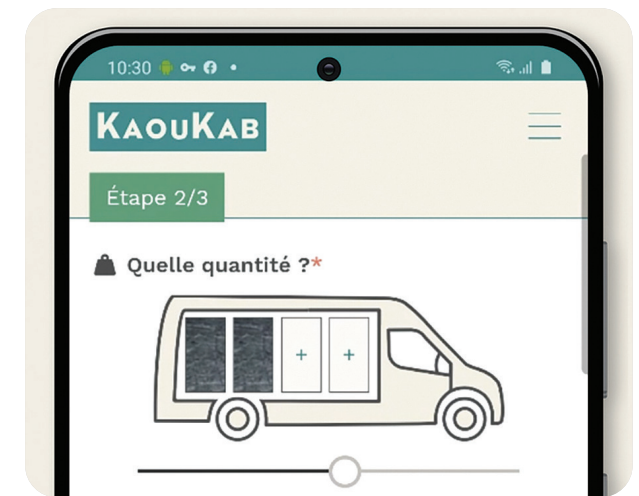 10:30
KAOUKAB
Étape 2/3
Quelle quantité ?*
+ +